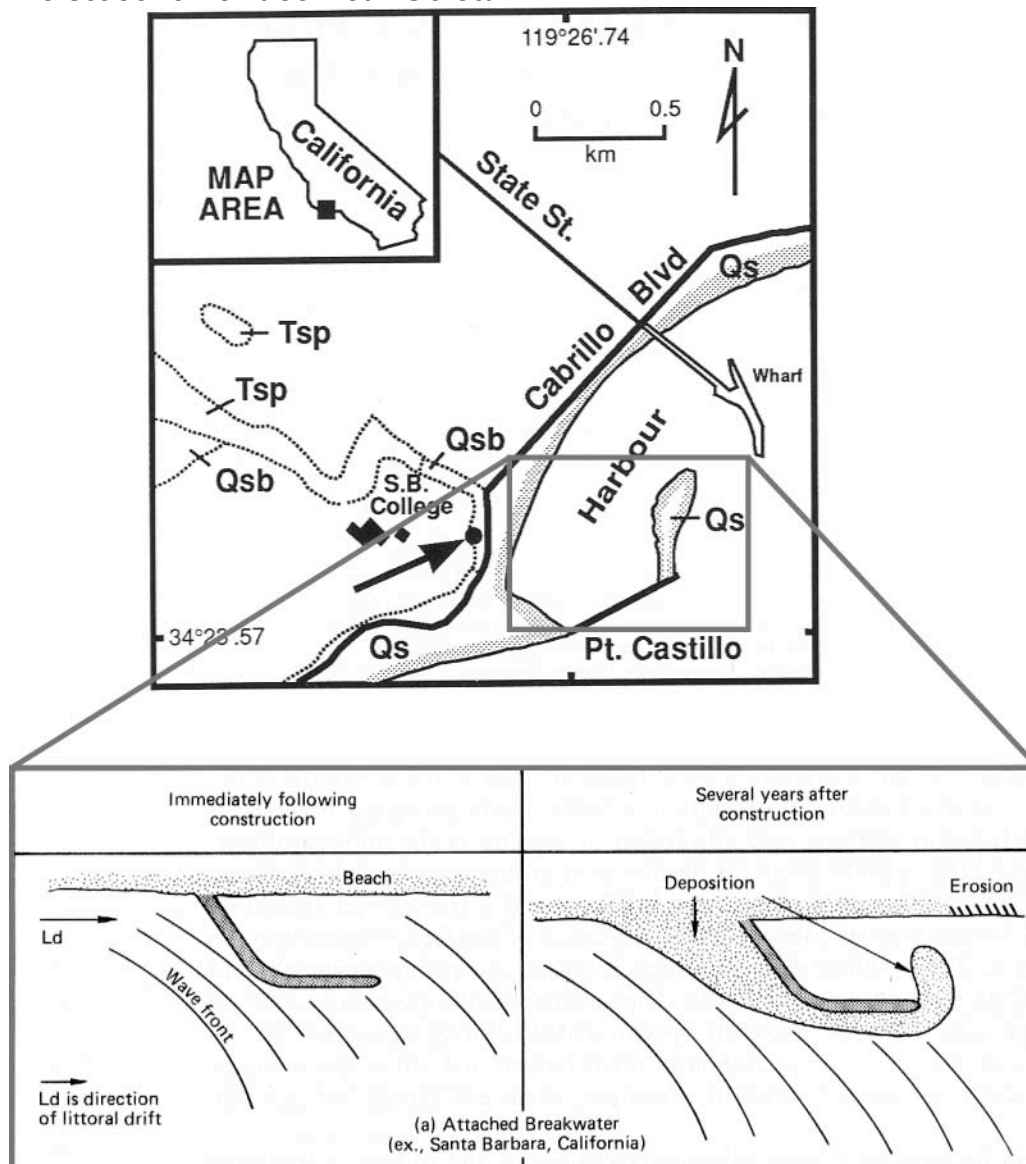 119°26'.74
N
0 0.5
km
California
MAP
AREA
State St.
Cabrillo Blvd
Qs
Tsp
Tsp
Wharf
Qsb
Qsb
Harbour
S.B.
College
Qs
34°23'.57
Qs
Pt. Castillo
Immediately following
construction
Beach
Ld
Wave front
Ld is direction
of littoral drift
Several years after
construction
Deposition
Erosion
(a) Attached Breakwater
(ex., Santa Barbara, California)